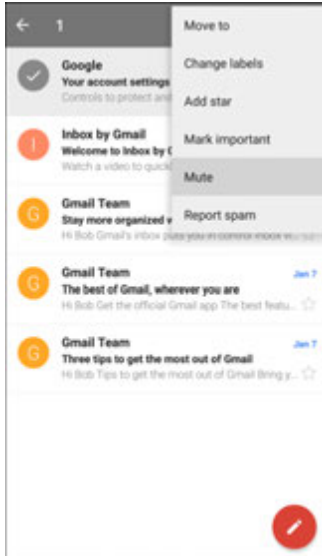 1
Move to
Change labels
Add star
Mark important
Mute
Report spam
Google
Your account settings
Controls to protect and
Inbox by Gmail
Welcome to Inbox by
Watch a video to quick
G
Gmail Team
Stay more organized
Hi Bob Gmail's inbox puts you in control Inbox
G
Gmail Team
Jan 7
The best of Gmail, wherever you are
Hi Bob Get the official Gmail app The best featu...
G
Gmail Team
Jan 7
Three tips to get the most out of Gmail
Hi Bob Tips to get the most out of Gmail Bring y...